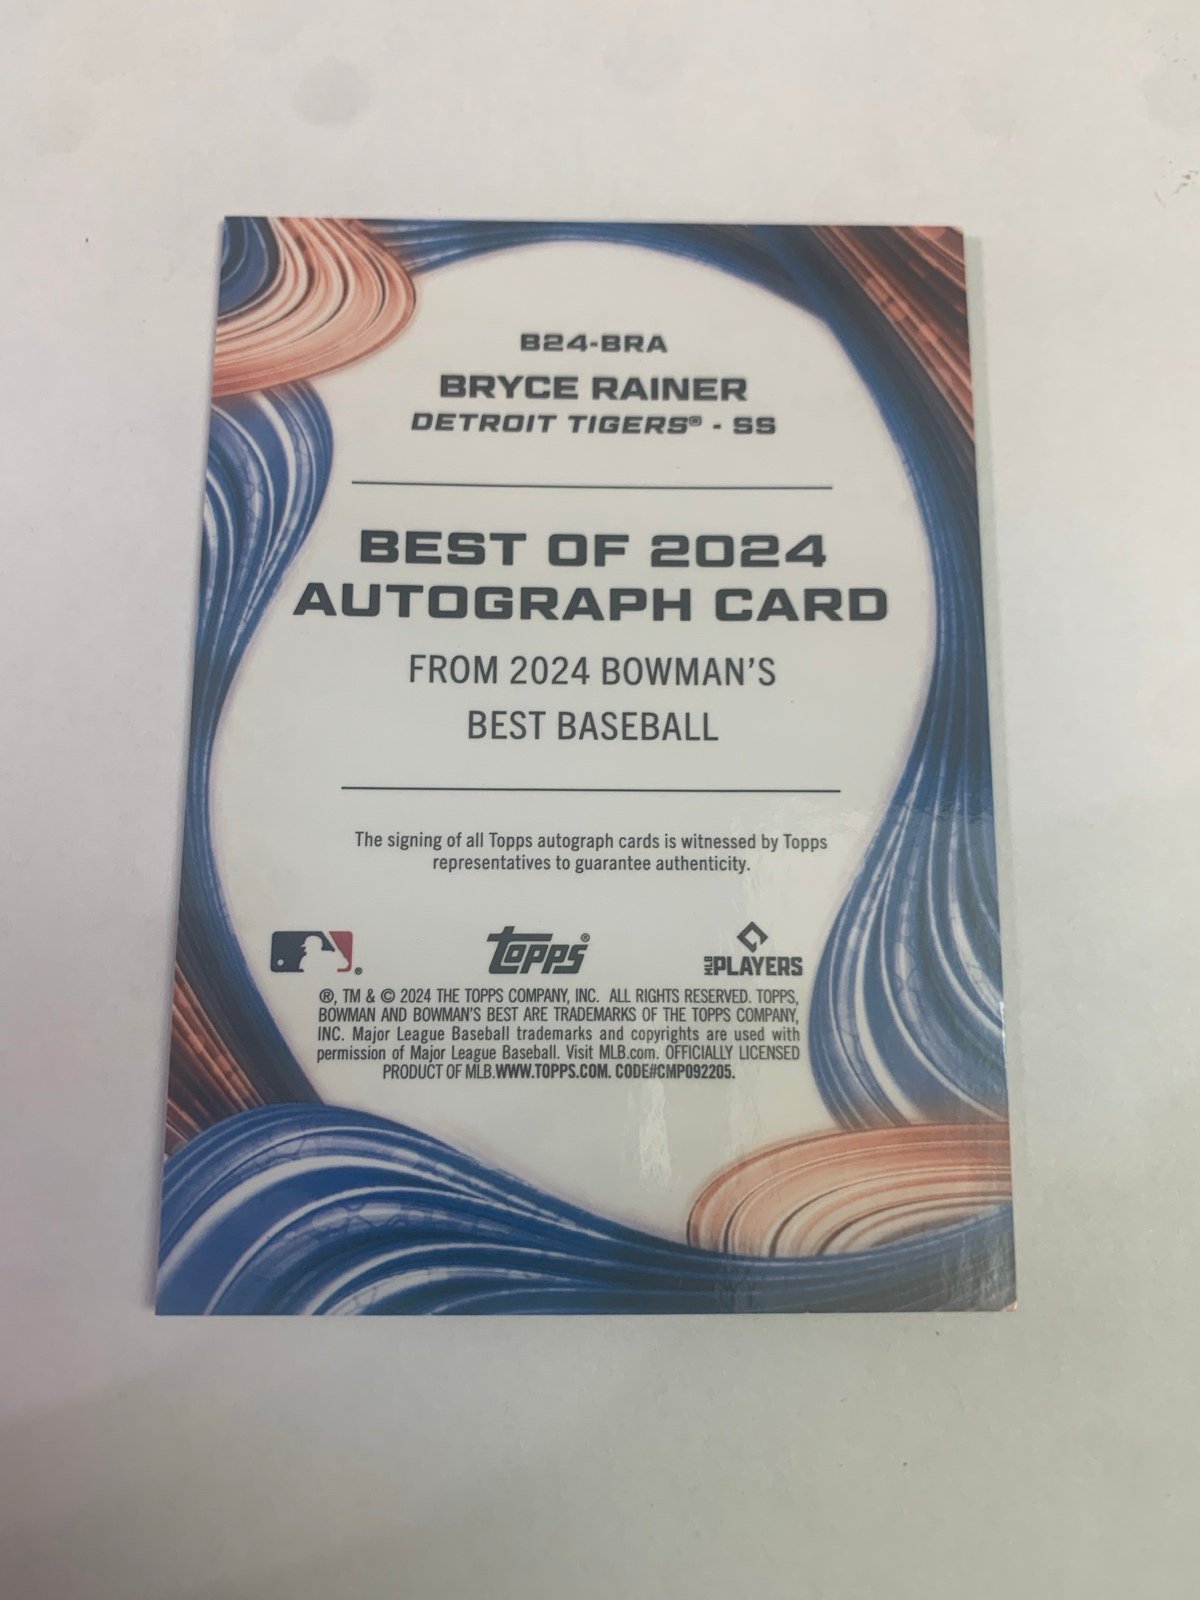 B24-BRA
BRYCE RAINER
DETROIT TIGERS® - SS
BEST OF 2024
AUTOGRAPH CARD
FROM 2024 BOWMAN'S
BEST BASEBALL
The signing of all Topps autograph cards is witnessed by Topps
representatives to guarantee authenticity.
® Topps® MLB PLAYERS
®, TM & © 2024 THE TOPPS COMPANY, INC. ALL RIGHTS RESERVED. TOPPS,
BOWMAN AND BOWMAN'S BEST ARE TRADEMARKS OF THE TOPPS COMPANY,
INC. Major League Baseball trademarks and copyrights are used with
permission of Major League Baseball. Visit MLB.com. OFFICIALLY LICENSED
PRODUCT OF MLB.WWW.TOPPS.COM. CODE#CMP092205.